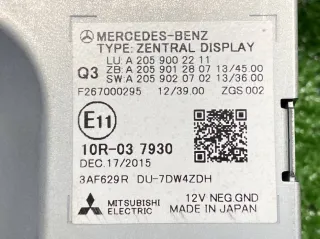 MERCEDES-BENZ
TYPE: ZENTRAL DISPLAY
LU: A 205 900 22 11
Q3 ZB: A 205 901 28 07 13/45 00
SW: A 205 902 07 02 13/36 00
F267000295 12/39.00 ZGS 002
E11
10R-03 7930
DEC.17/2015
3AF629R DU-7DW4ZDH
MITSUBISHI ELECTRIC
12V NEG.GND
MADE IN JAPAN